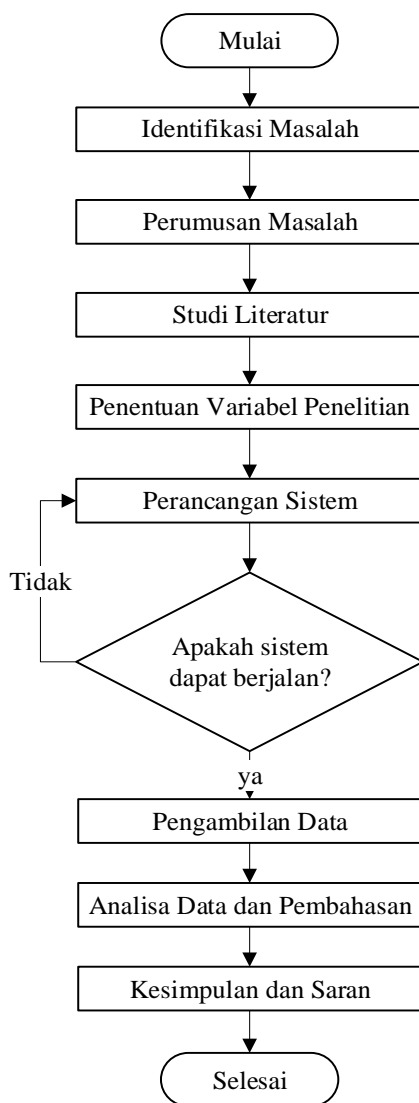 Mulai
Identifikasi Masalah
Perumusan Masalah
Studi Literatur
Penentuan Variabel Penelitian
Perancangan Sistem
Tidak
Apakah sistem
dapat berjalan?
ya
Pengambilan Data
Analisa Data dan Pembahasan
Kesimpulan dan Saran
Selesai